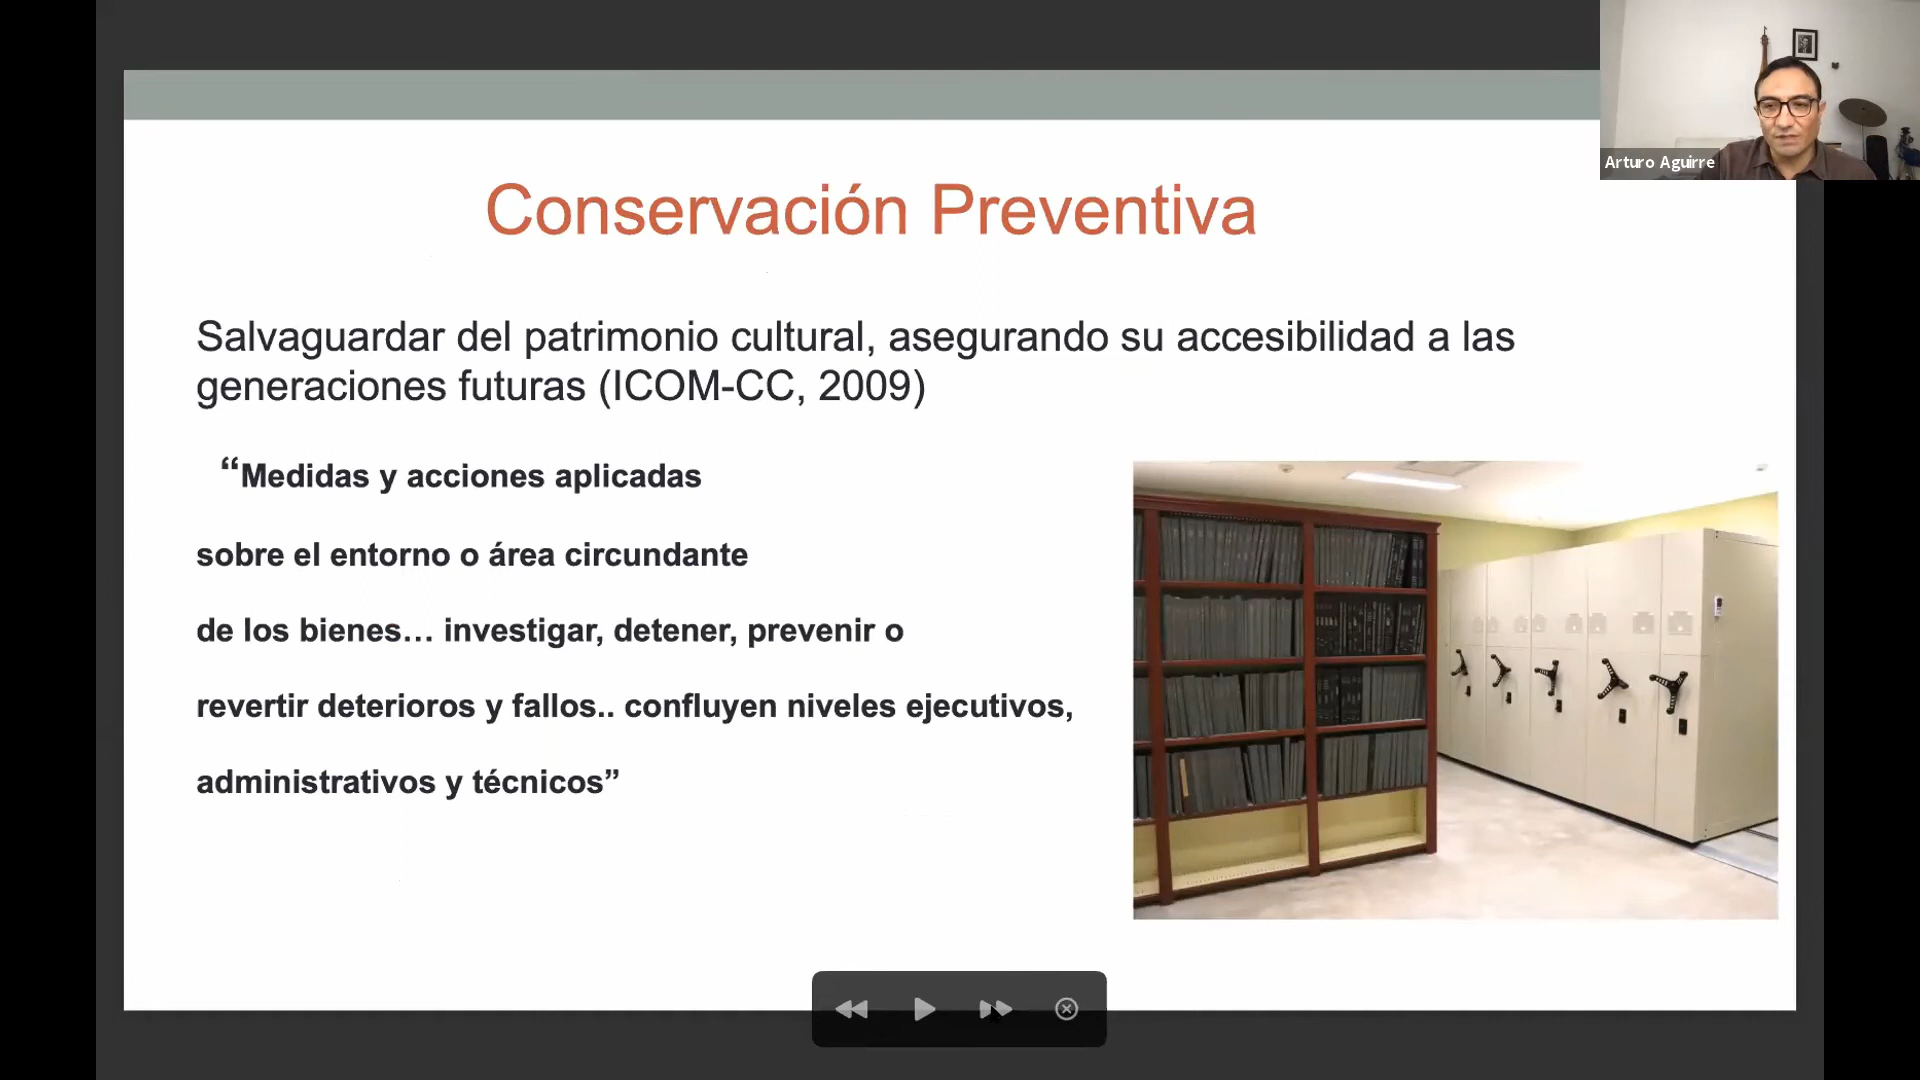 Arturo Aguirre
Conservación Preventiva
Salvaguardar del patrimonio cultural, asegurando su accesibilidad a las
generaciones futuras (ICOM-CC, 2009)
“Medidas y acciones aplicadas
sobre el entorno o área circundante
de los bienes... investigar, detener, prevenir o
revertir deterioros y fallos.. confluyen niveles ejecutivos,
administrativos y técnicos”